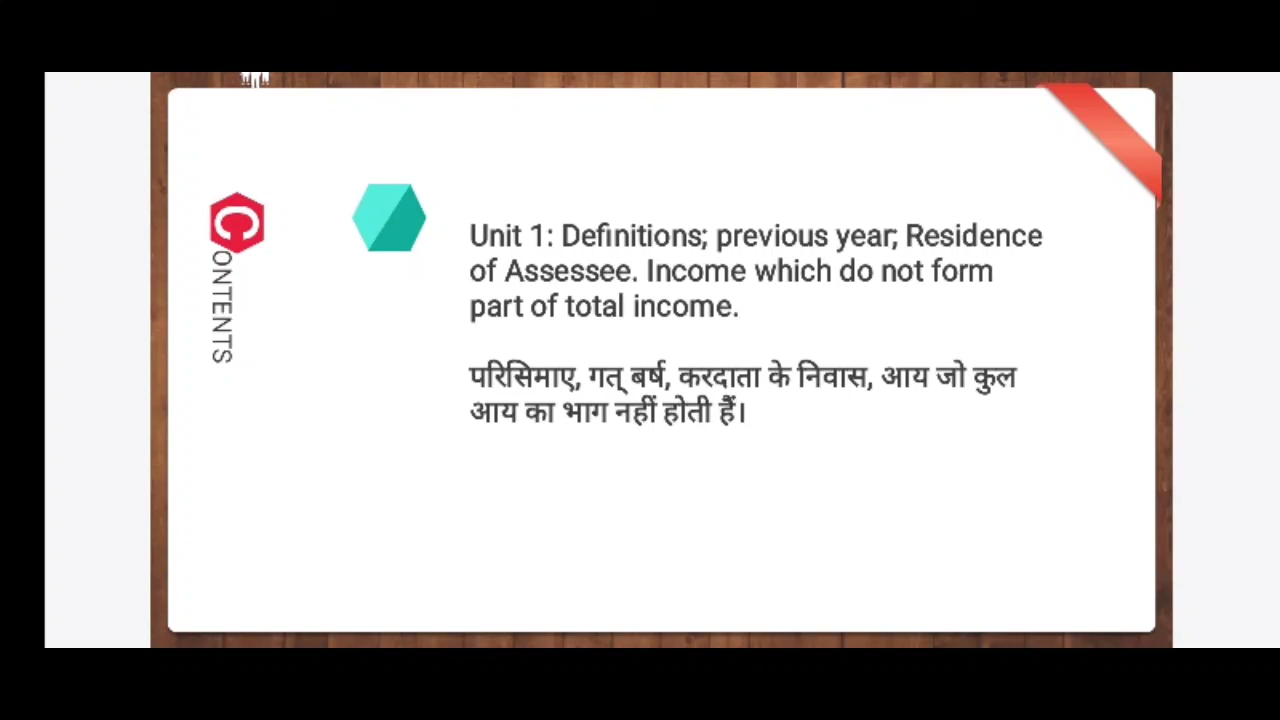 CONTENTS
Unit 1: Definitions; previous year; Residence
of Assessee. Income which do not form
part of total income.
परिसिमाए, गत् बर्ष, करदाता के निवास, आय जो कुल
आय का भाग नहीं होती हैं।